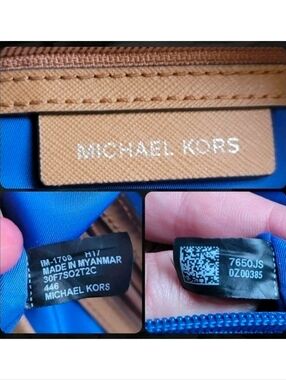 MICHAEL KORS
IM-1708 H17
MADE IN MYANMAR
30F7SO2T2C
446
MICHAEL KORS
7650JS
0Z00385